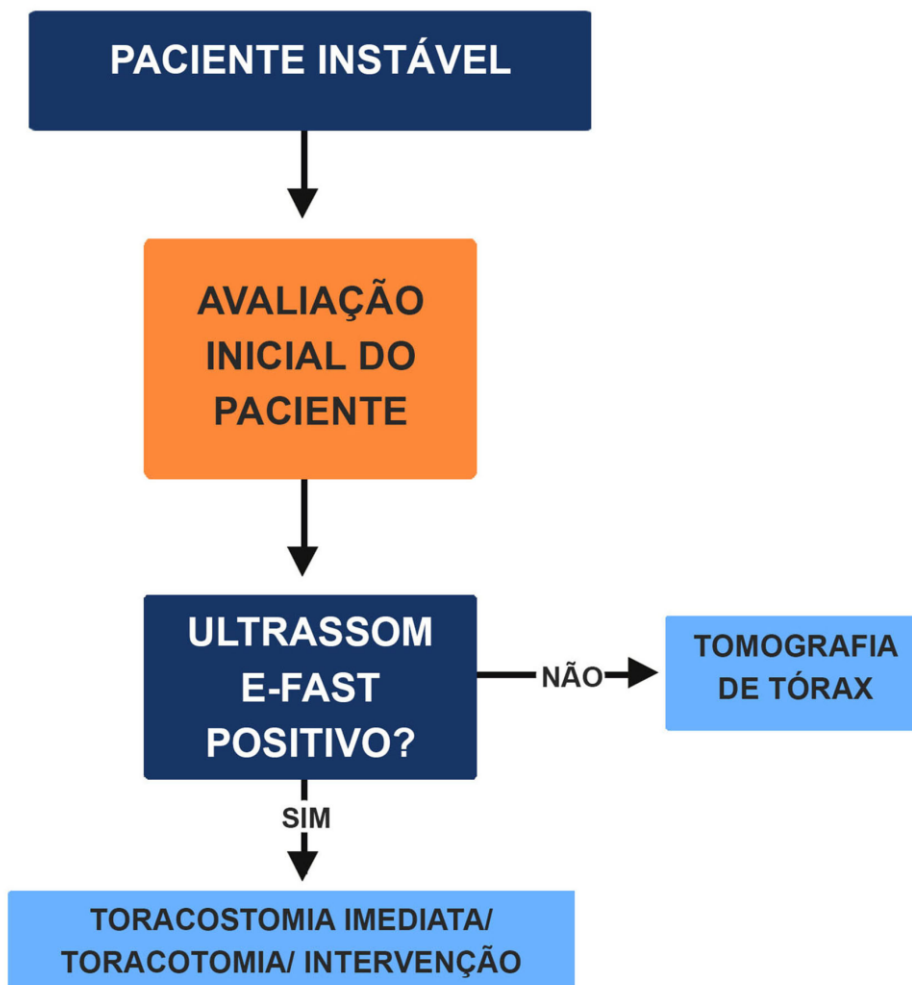 PACIENTE INSTÁVEL
AVALIAÇÃO
INICIAL DO
PACIENTE
ULTRASSOM
E-FAST
POSITIVO?
NÃO
TOMOGRAFIA
DE TÓRAX
SIM
TORACOSTOMIA IMEDIATA/
TORACOTOMIA/ INTERVENÇÃO